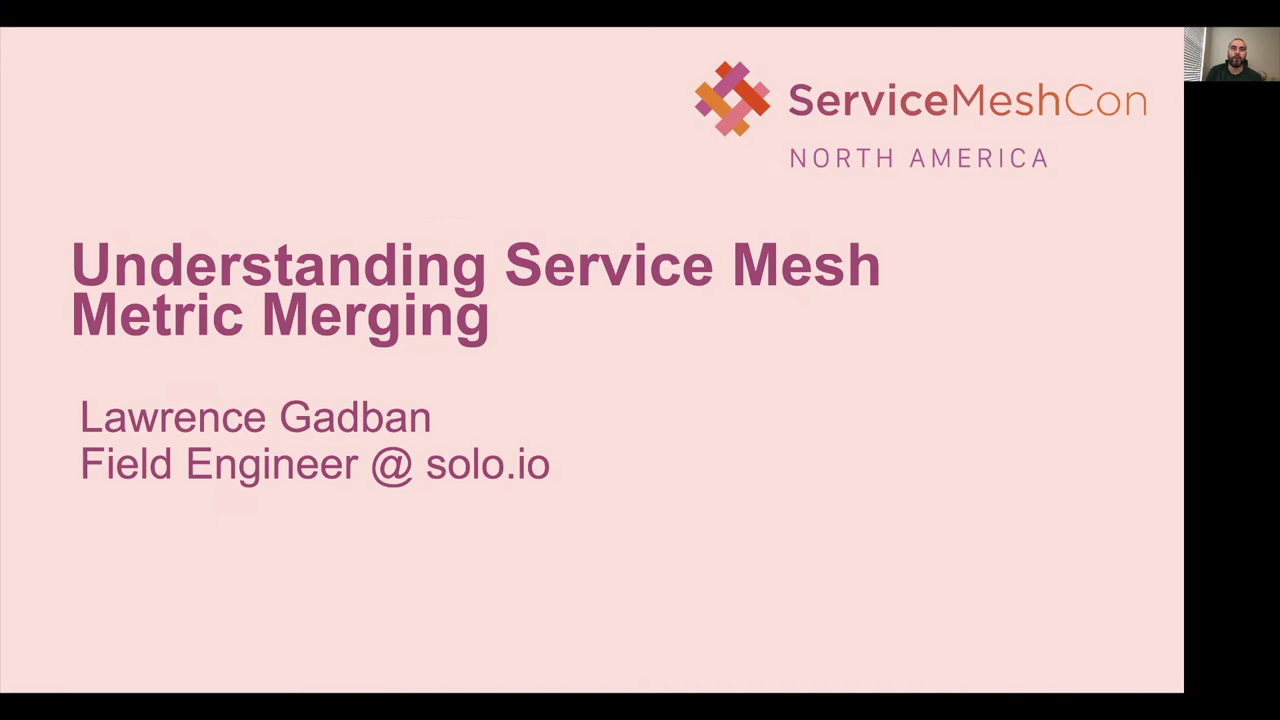 ServiceMeshCon
NORTH AMERICA
Understanding Service Mesh
Metric Merging
Lawrence Gadban
Field Engineer @ solo.io